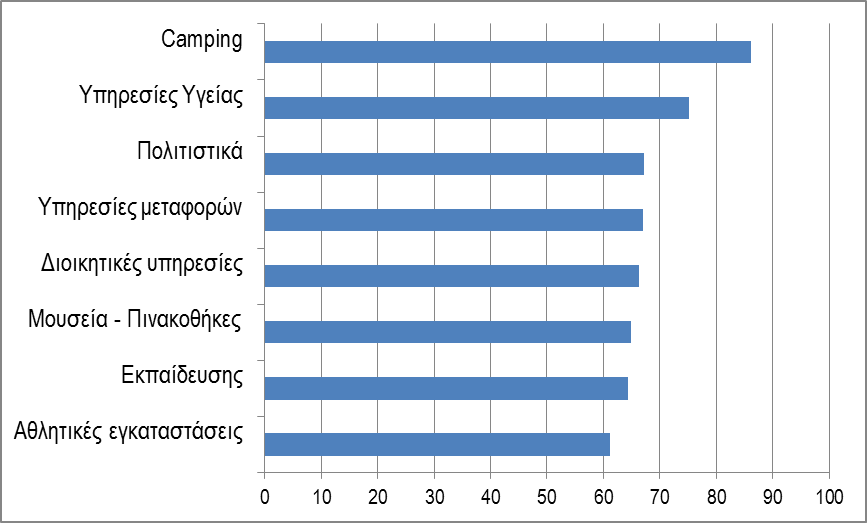 Camping
Υπηρεσίες Υγείας
Πολιτιστικά
Υπηρεσίες μεταφορών
Διοικητικές υπηρεσίες
Μουσεία - Πινακοθήκες
Εκπαίδευσης
Αθλητικές εγκαταστάσεις
0 10 20 30 40 50 60 70 80 90 100